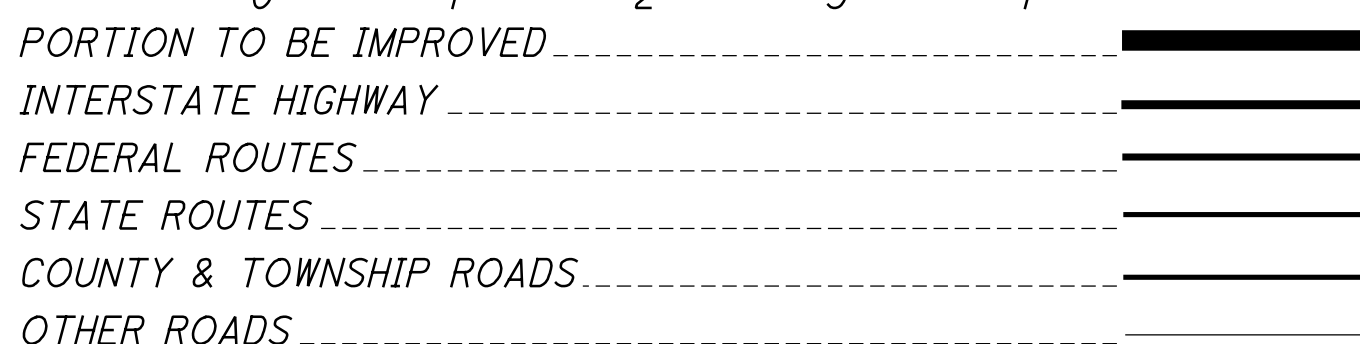 PORTION TO BE IMPROVED
INTERSTATE HIGHWAY
FEDERAL ROUTES
STATE ROUTES
COUNTY & TOWNSHIP ROADS
OTHER ROADS